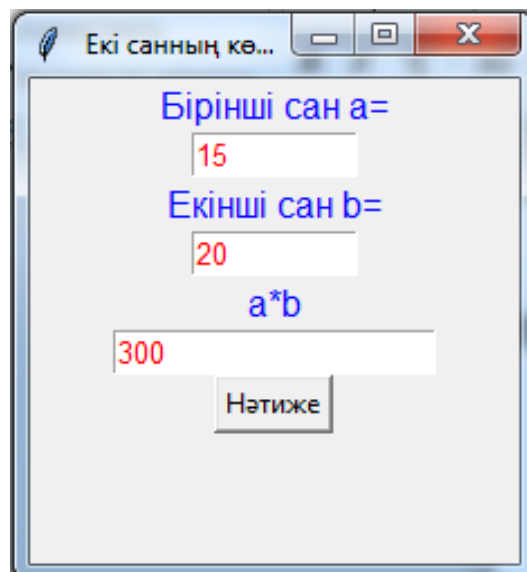 Екі санның кө...
Бірінші сан a=
15
Екінші сан b=
20
a*b
300
Нәтиже